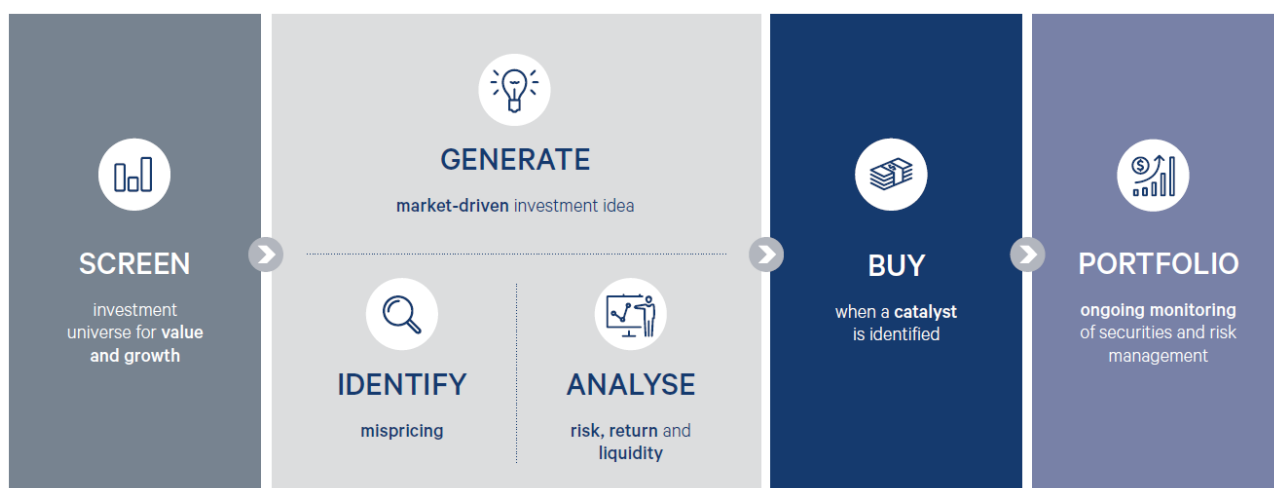 SCREEN
investment
universe for value
and growth
GENERATE
market-driven investment idea
IDENTIFY
mispricing
ANALYSE
risk, return and
liquidity
BUY
when a catalyst
is identified
PORTFOLIO
ongoing monitoring
of securities and risk
management